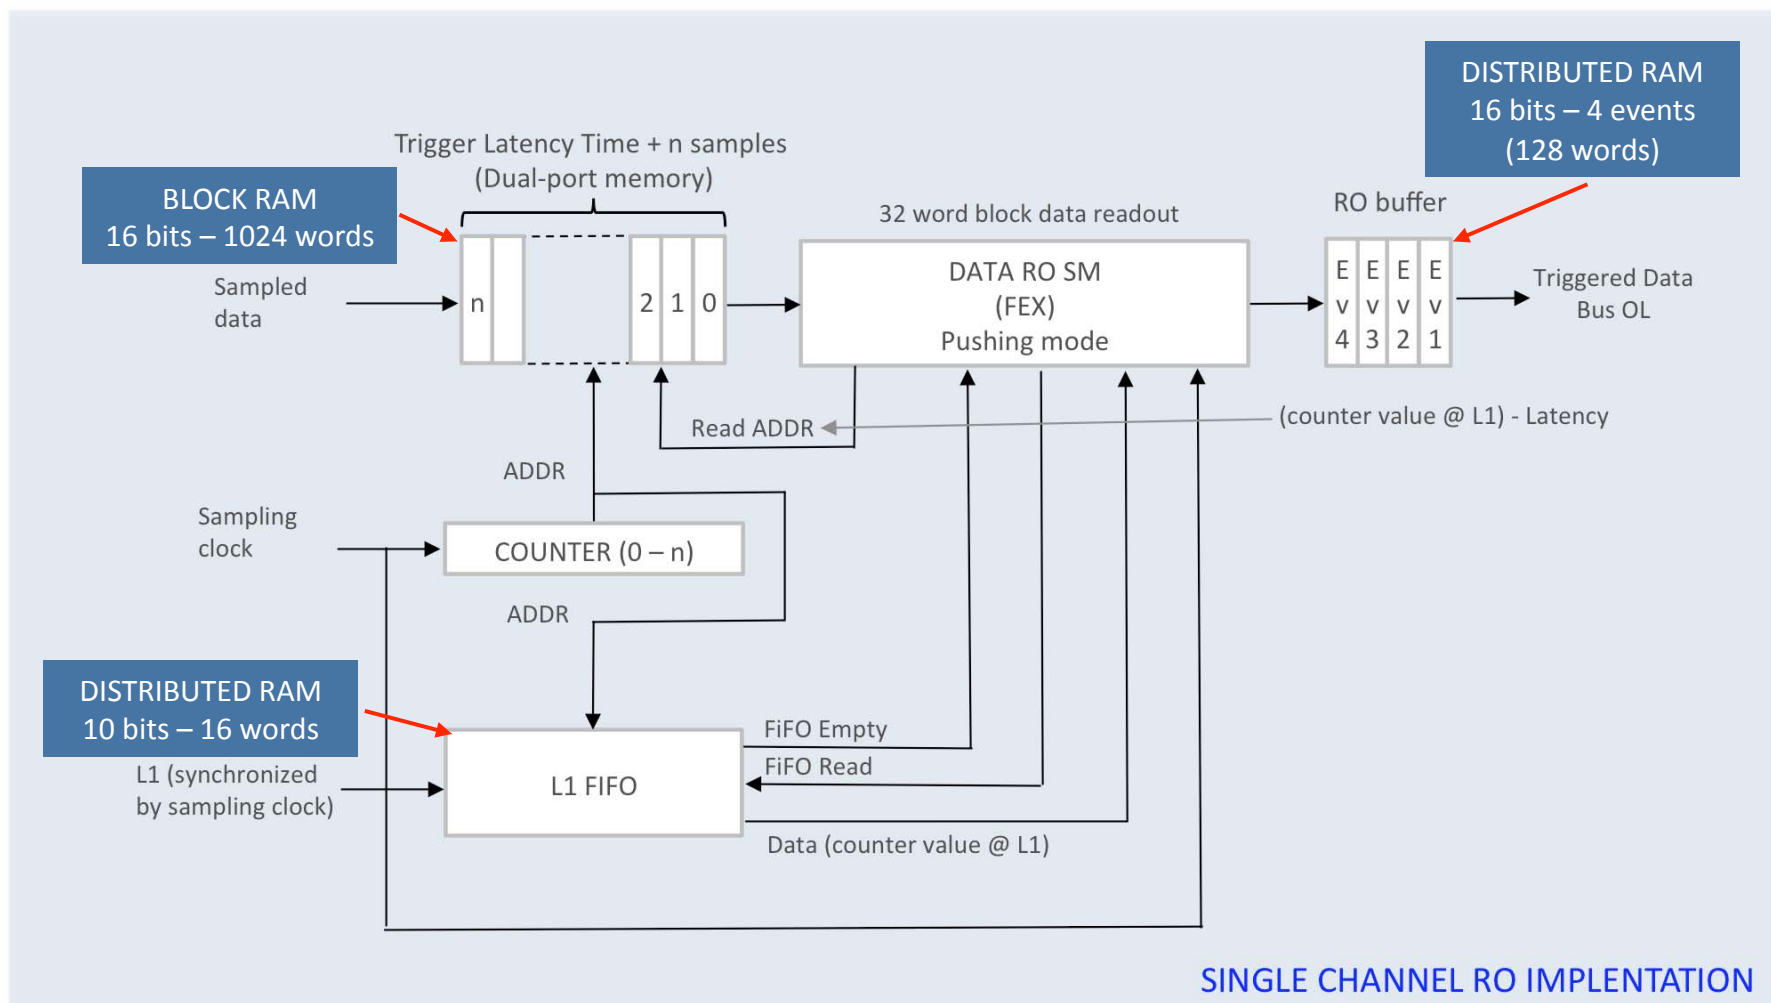 DISTRIBUTED RAM
16 bits – 4 events
(128 words)
Trigger Latency Time + n samples
(Dual-port memory)
BLOCK RAM
16 bits – 1024 words
32 word block data readout
RO buffer
Sampled
data
n
2 1 0
DATA RO SM
(FEX)
Pushing mode
E E E E
v v v v
4 3 2 1
Triggered Data
Bus OL
Read ADDR
(counter value @ L1) - Latency
ADDR
Sampling
clock
COUNTER (0 – n)
ADDR
DISTRIBUTED RAM
10 bits – 16 words
FiFO Empty
FiFO Read
L1 (synchronized
by sampling clock)
L1 FIFO
Data (counter value @ L1)
SINGLE CHANNEL RO IMPLENTATION